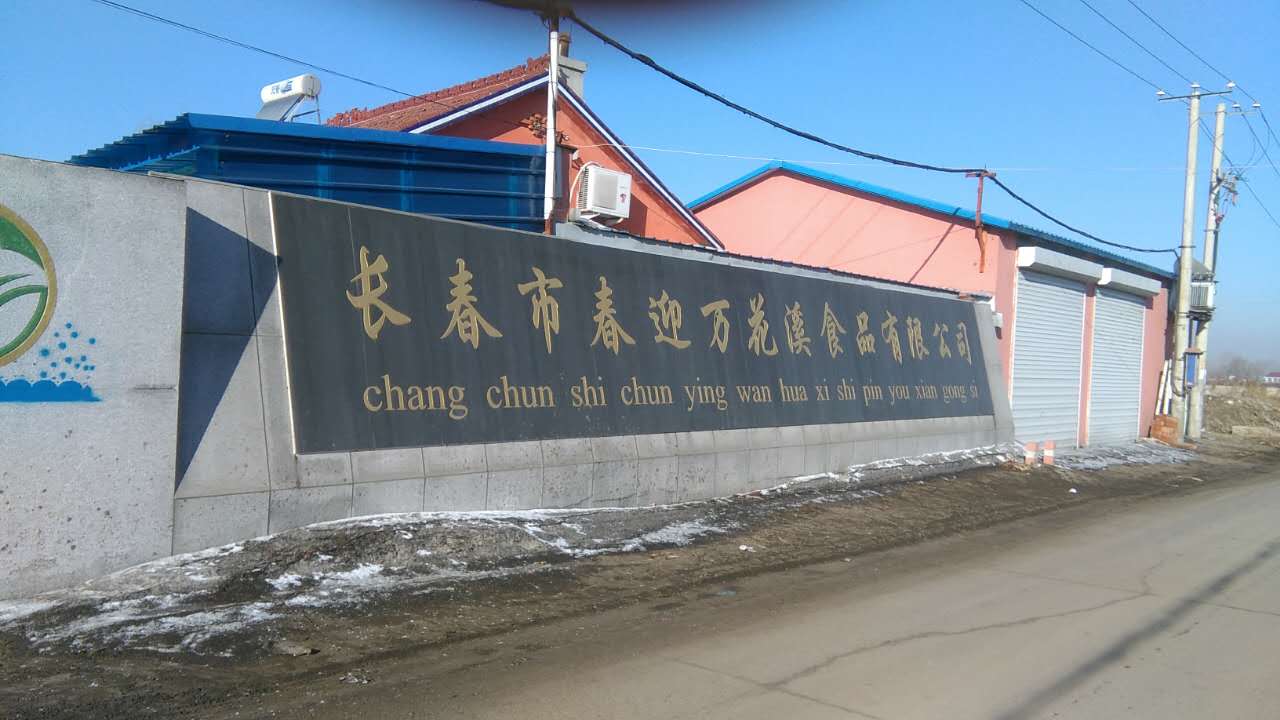 长春市春迎万花溪食品有限公司
chang chun shi chun ying wan hua xi shi pin you xian gong si